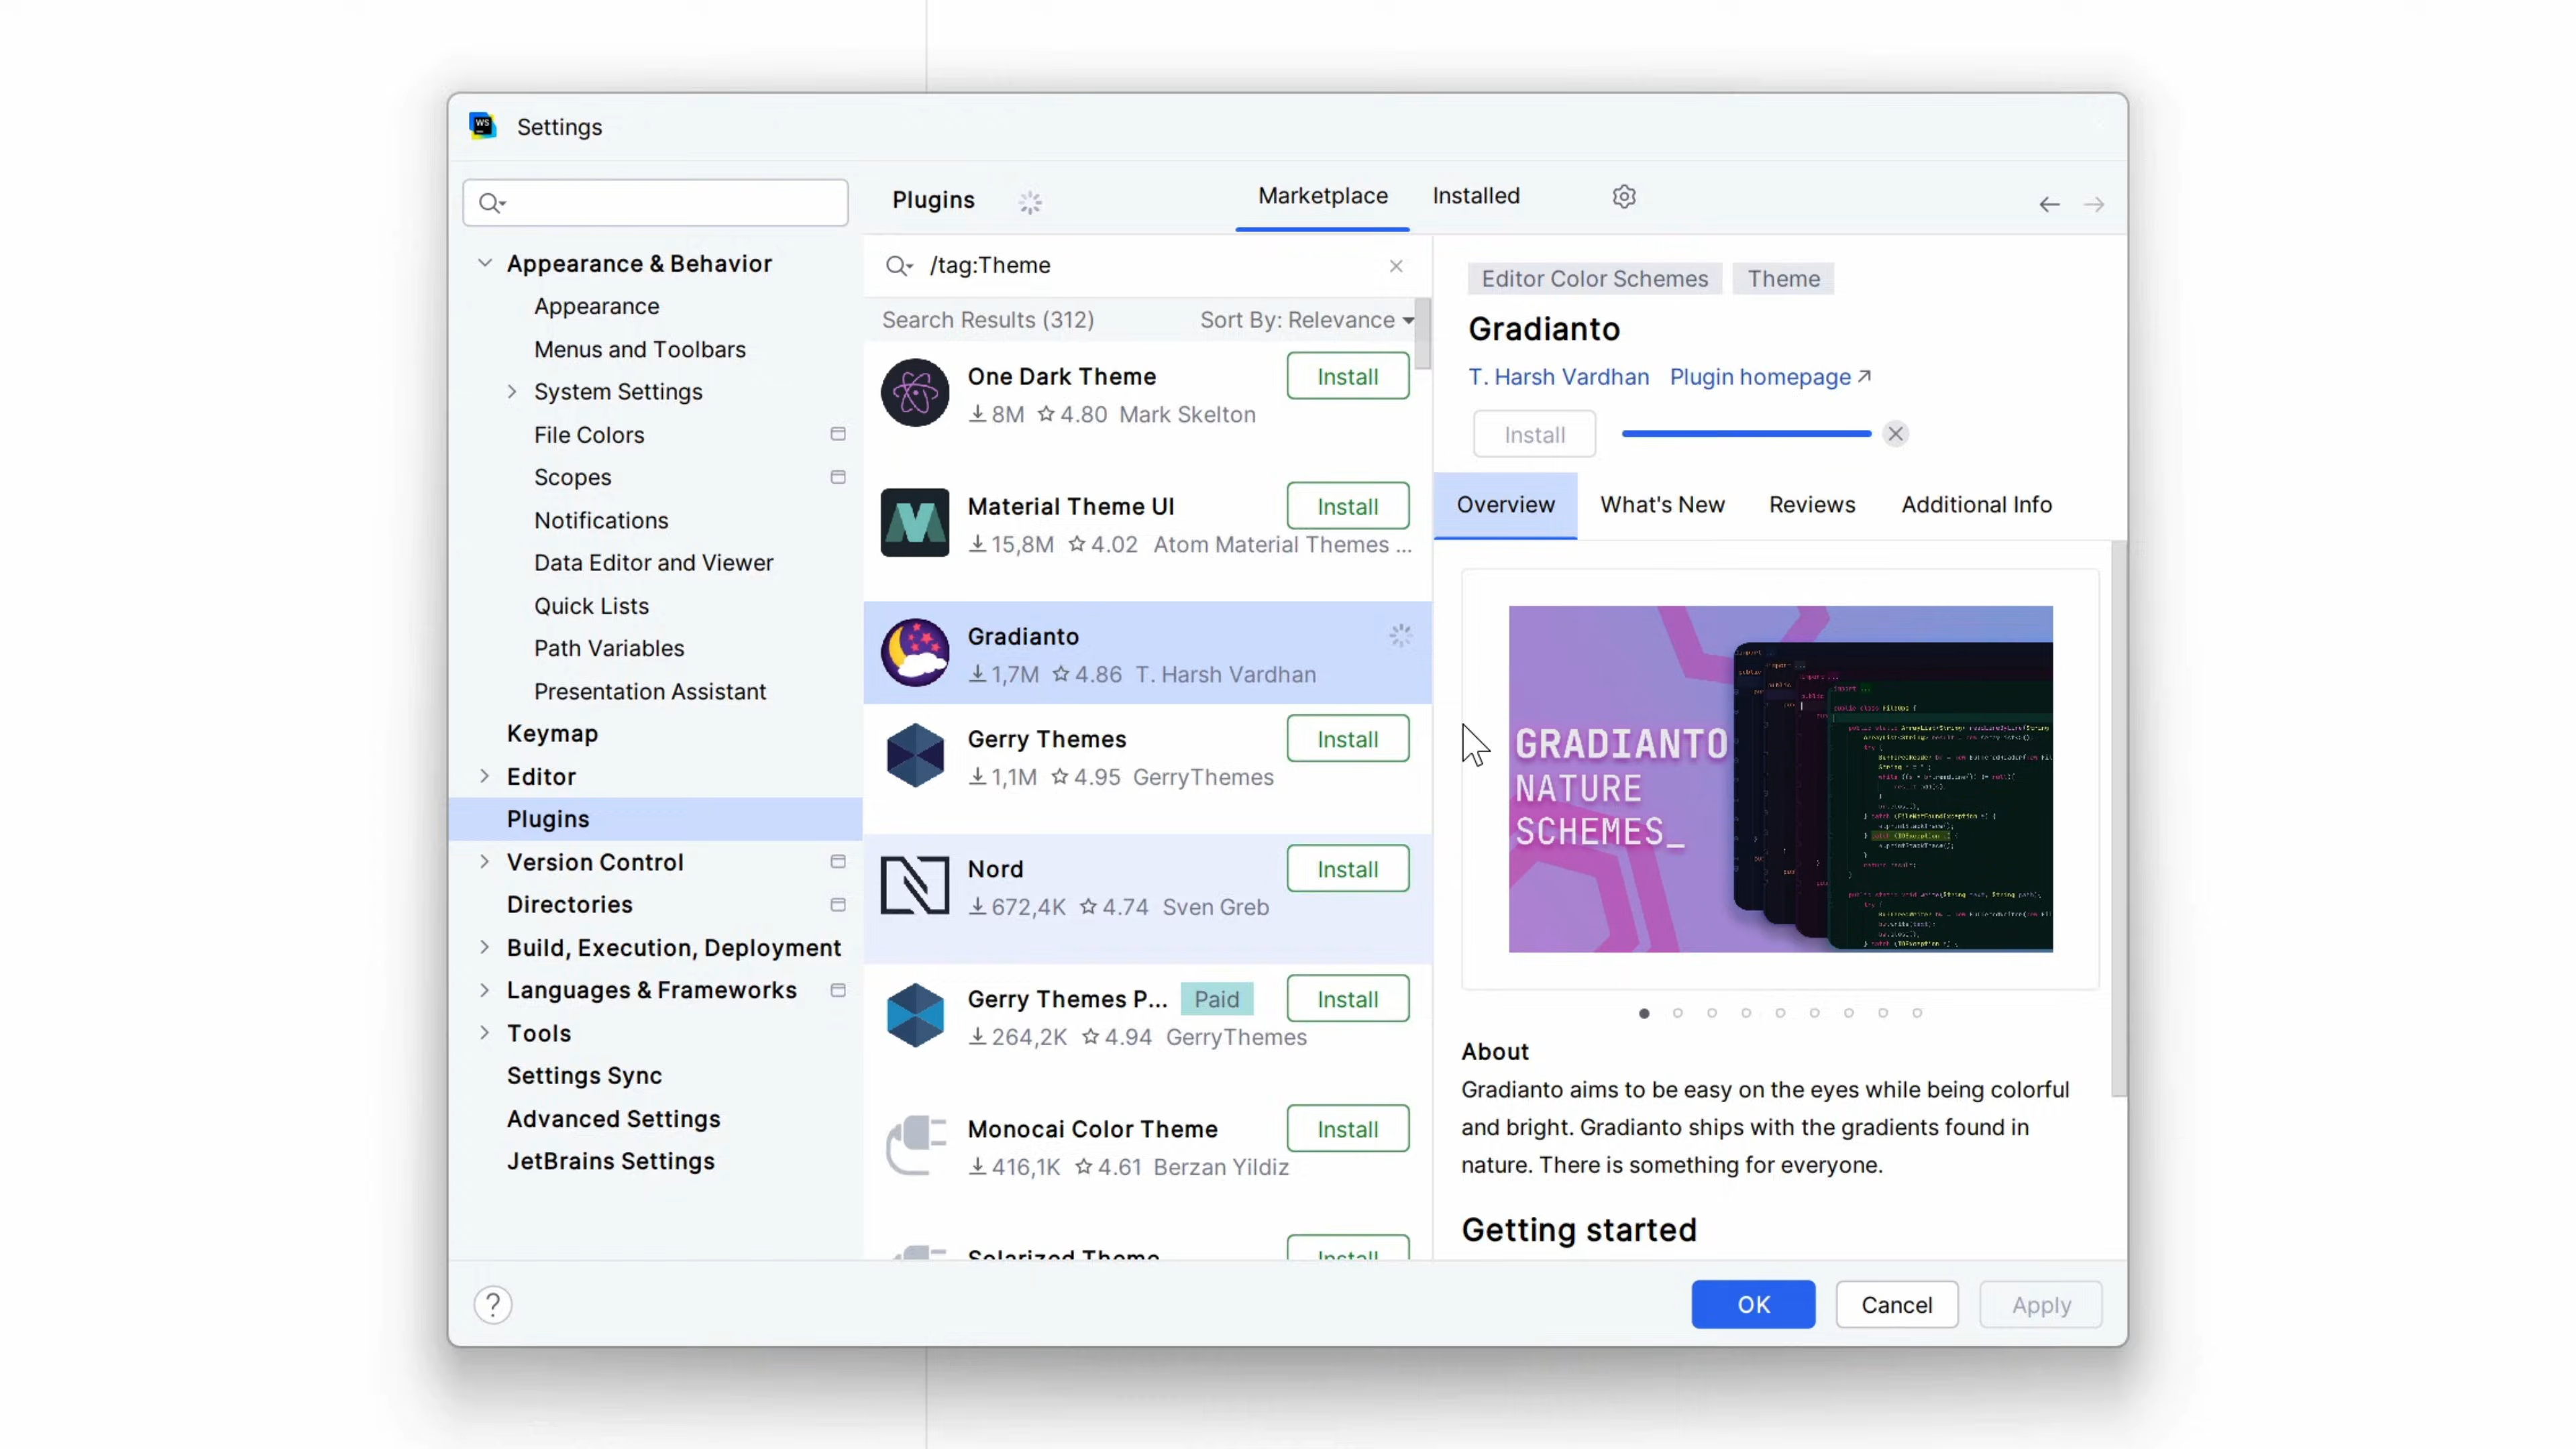 WS
Settings
Plugins
Marketplace
Installed
Appearance & Behavior
Appearance
Menus and Toolbars
System Settings
File Colors
Scopes
Notifications
Data Editor and Viewer
Quick Lists
Path Variables
Presentation Assistant
Keymap
Editor
Plugins
Version Control
Directories
Build, Execution, Deployment
Languages & Frameworks
Tools
Settings Sync
Advanced Settings
JetBrains Settings
/tag:Theme
Search Results (312)
Sort By: Relevance
One Dark Theme
Install
8M 4.80 Mark Skelton
Material Theme UI
Install
15,8M 4.02 Atom Material Themes ...
Gradianto
1,7M 4.86 T. Harsh Vardhan
Gerry Themes
Install
1,1M 4.95 GerryThemes
Nord
Install
672,4K 4.74 Sven Greb
Gerry Themes P...
Paid
Install
264,2K 4.94 GerryThemes
Monocai Color Theme
Install
416,1K 4.61 Berzan Yildiz
Solarized Theme
Install
Editor Color Schemes
Theme
Gradianto
T. Harsh Vardhan
Plugin homepage
Install
Overview
What's New
Reviews
Additional Info
GRADIANTO
NATURE
SCHEMES_
About
Gradianto aims to be easy on the eyes while being colorful
and bright. Gradianto ships with the gradients found in
nature. There is something for everyone.
Getting started
?
OK
Cancel
Apply